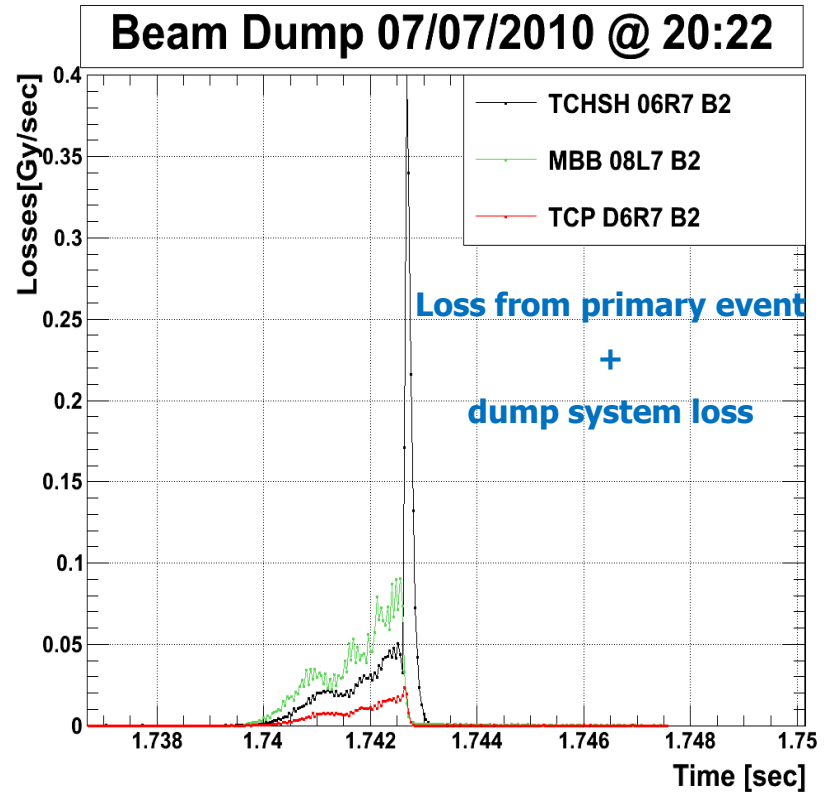 Beam Dump 07/07/2010 @ 20:22
Losses[Gy/sec]
0.4
0.35
0.3
0.25
0.2
0.15
0.1
0.05
0
TCHSH 06R7 B2
MBB 08L7 B2
TCP D6R7 B2
Loss from primary event
+
dump system loss
1.738 1.74 1.742 1.744 1.746 1.748 1.75
Time [sec]